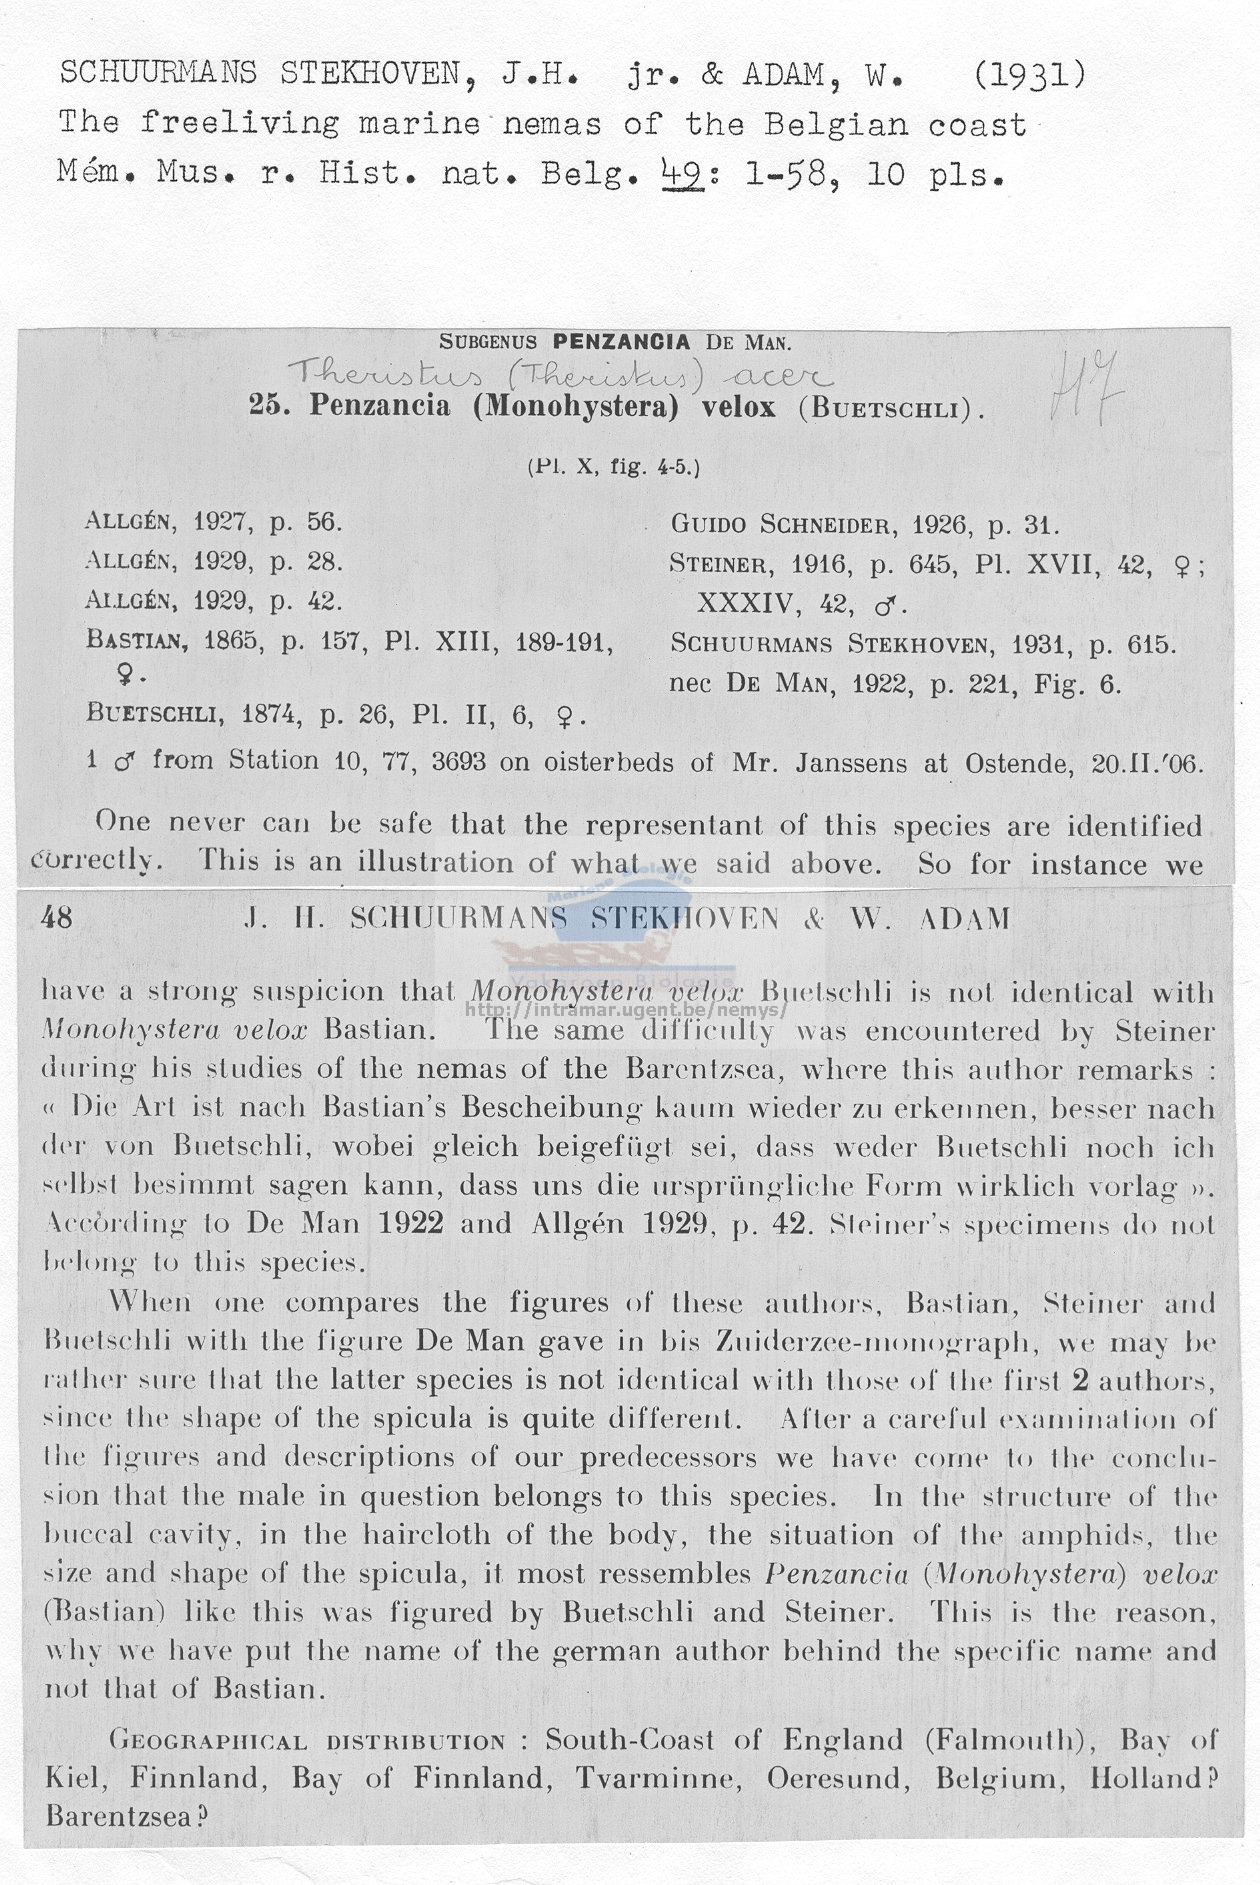 SCHUURMANS STEKHOVEN, J.H. jr. & ADAM, W. (1931)
The freeliving marine nemas of the Belgian coast
Mém. Mus. r. Hist. nat. Belg. 49: 1-58, 10 pls.
SUBGENUS PENZANCIA DE MAN.
Theristus (Theristus) acer
25. Penzancia (Monohystera) velox (BUETSCHLI).
(Pl. X, fig. 4-5.)
ALLGÉN, 1927, p. 56.
ALLGÉN, 1929, p. 28.
ALLGÉN, 1929, p. 42.
BASTIAN, 1865, p. 157, Pl. XIII, 189-191,
♀.
BUETSCHLI, 1874, p. 26, Pl. II, 6, ♀.
GUIDO SCHNEIDER, 1926, p. 31.
STEINER, 1916, p. 645, Pl. XVII, 42, ♀;
XXXIV, 42, ♂.
SCHUURMANS STEKHOVEN, 1931, p. 615.
nec DE MAN, 1922, p. 221, Fig. 6.
1 ♂ from Station 10, 77, 3693 on oisterbeds of Mr. Janssens at Ostende, 20.II.'06.
One never can be safe that the representant of this species are identified
correctly. This is an illustration of what we said above. So for instance we
48 J. H. SCHUURMANS STEKHOVEN & W. ADAM
have a strong suspicion that Monohystera velox Buetschli is not identical with
Monohystera velox Bastian. The same difficulty was encountered by Steiner
during his studies of the nemas of the Barentzsea, where this author remarks :
« Die Art ist nach Bastian's Bescheibung kaum wieder zu erkennen, besser nach
der von Buetschli, wobei gleich beigefügt sei, dass weder Buetschli noch ich
selbst besimmt sagen kann, dass uns die ursprüngliche Form wirklich vorlag ».
According to De Man 1922 and Allgén 1929, p. 42. Steiner's specimens do not
belong to this species.
When one compares the figures of these authors, Bastian, Steiner and
Buetschli with the figure De Man gave in bis Zuiderzee-monograph, we may be
rather sure that the latter species is not identical with those of the first 2 authors,
since the shape of the spicula is quite different. After a careful examination of
the figures and descriptions of our predecessors we have come to the conclu-
sion that the male in question belongs to this species. In the structure of the
buccal cavity, in the haircloth of the body, the situation of the amphids, the
size and shape of the spicula, it most ressembles Penzancia (Monohystera) velox
(Bastian) like this was figured by Buetschli and Steiner. This is the reason,
why we have put the name of the german author behind the specific name and
not that of Bastian.
GEOGRAPHICAL DISTRIBUTION : South-Coast of England (Falmouth), Bay of
Kiel, Finnland, Bay of Finnland, Tvarminne, Oeresund, Belgium, Holland?
Barentzsea?
Mariene Biologie
http://intramar.ugent.be/nemys/